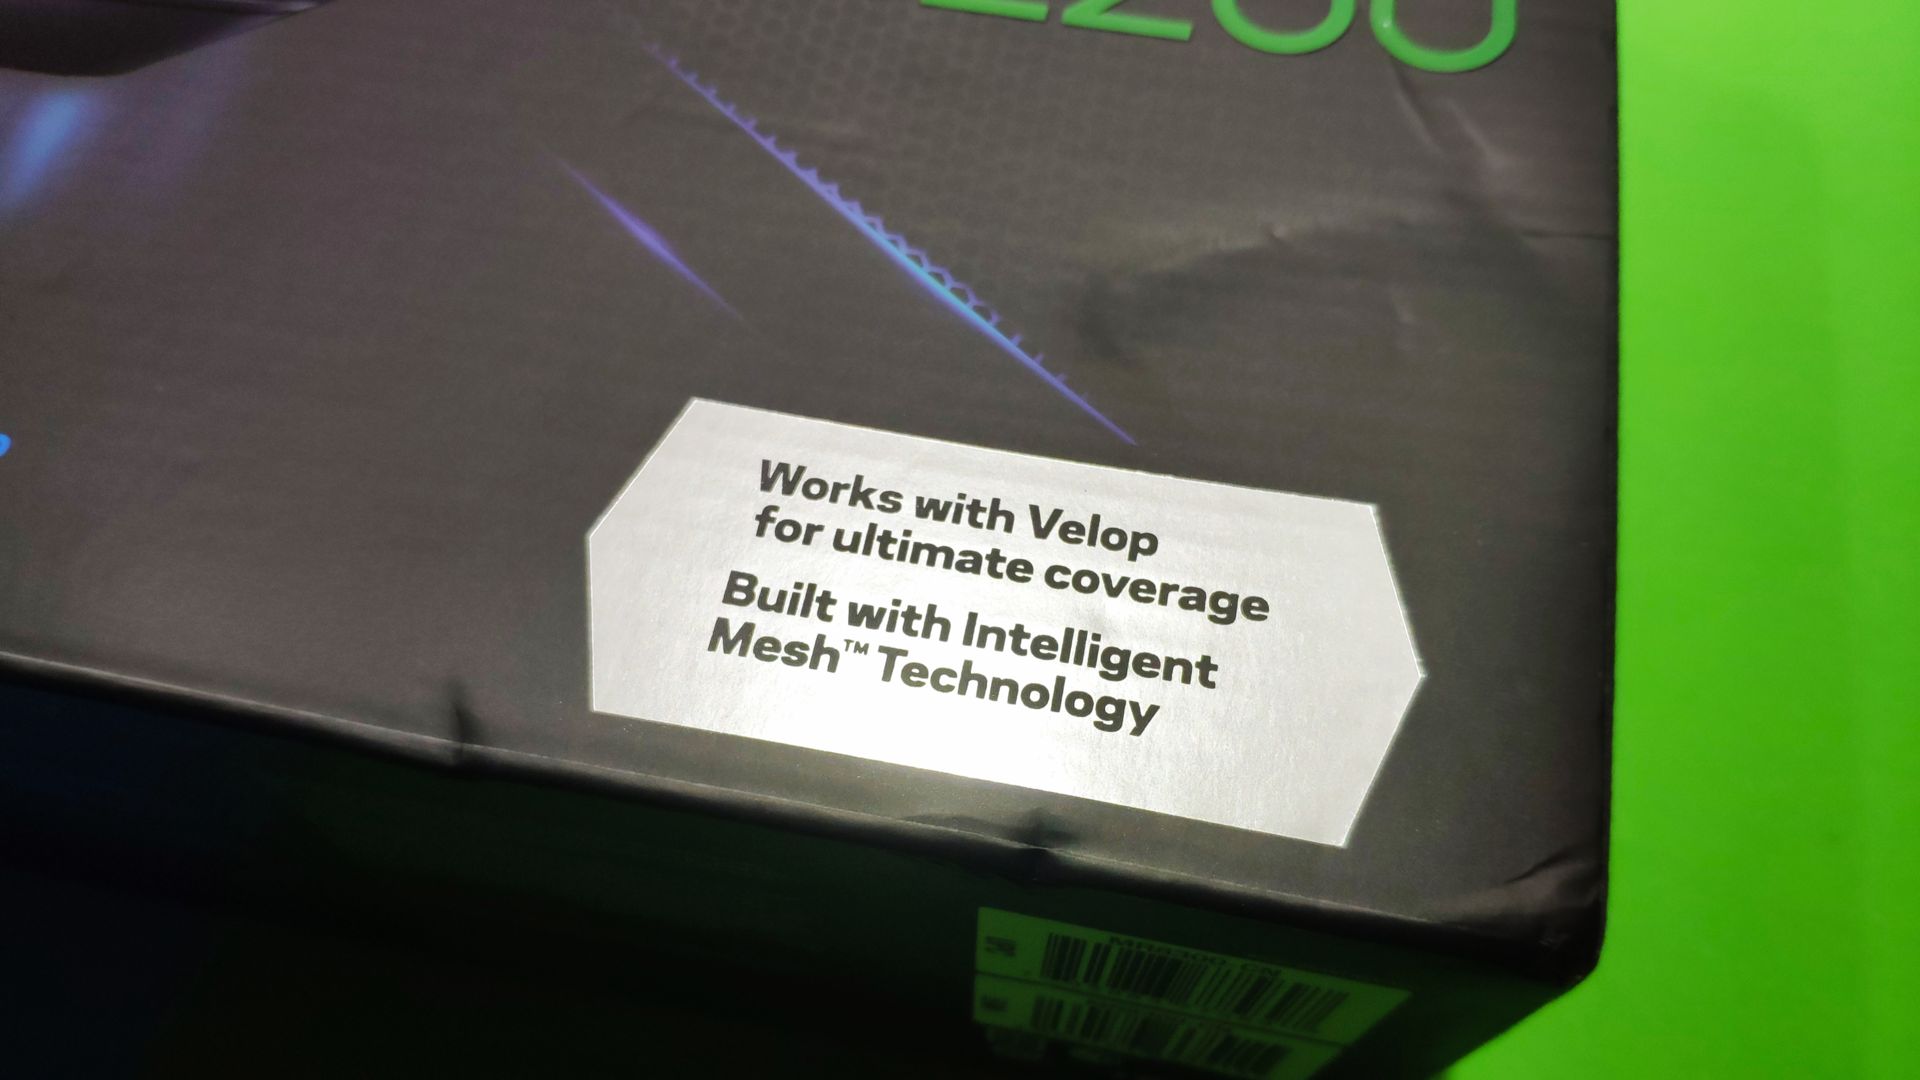 Works with Velop
for ultimate coverage
Built with Intelligent
Mesh™ Technology